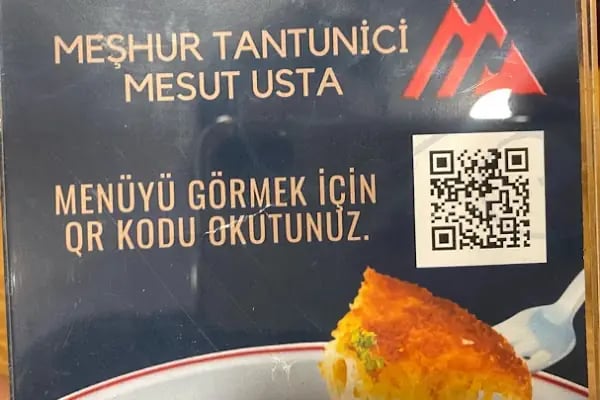 MEŞHUR TANTUNİCİ
MESUT USTA
MENÜYÜ GÖRMEK İÇİN
QR KODU OKUTUNUZ.